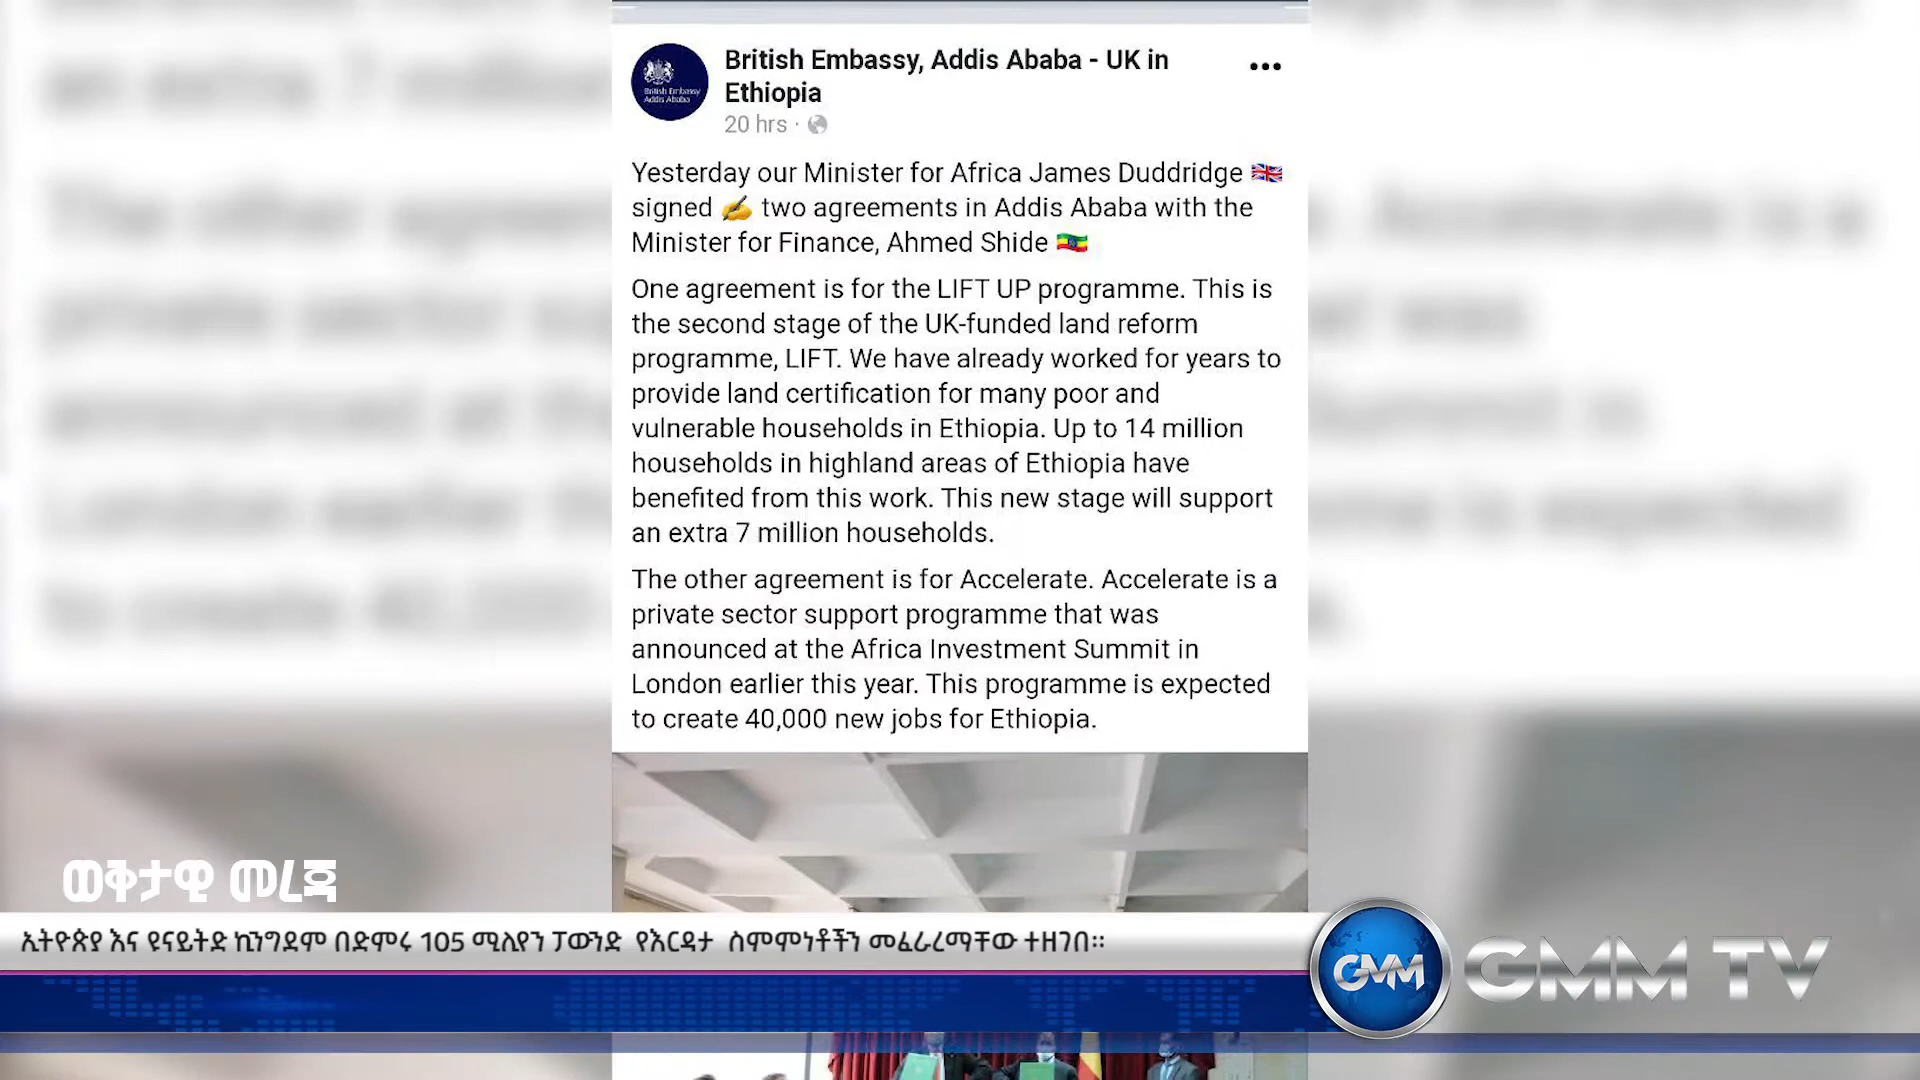 British Embassy, Addis Ababa - UK in
Ethiopia
20 hrs ·
British Embassy
Addis Ababa
Yesterday our Minister for Africa James Duddridge 🇬🇧
signed ✍ two agreements in Addis Ababa with the
Minister for Finance, Ahmed Shide 🇪🇹
One agreement is for the LIFT UP programme. This is
the second stage of the UK-funded land reform
programme, LIFT. We have already worked for years to
provide land certification for many poor and
vulnerable households in Ethiopia. Up to 14 million
households in highland areas of Ethiopia have
benefited from this work. This new stage will support
an extra 7 million households.
The other agreement is for Accelerate. Accelerate is a
private sector support programme that was
announced at the Africa Investment Summit in
London earlier this year. This programme is expected
to create 40,000 new jobs for Ethiopia.
ወቅታዊ መረጃ
ኢትዮጵያ እና ዩናይትድ ኪንግደም በድምሩ 105 ሚሊየን ፓውንድ የእርዳታ ስምምነቶችን መፈራረማቸው ተዘገበ።
GMM
GMM TV